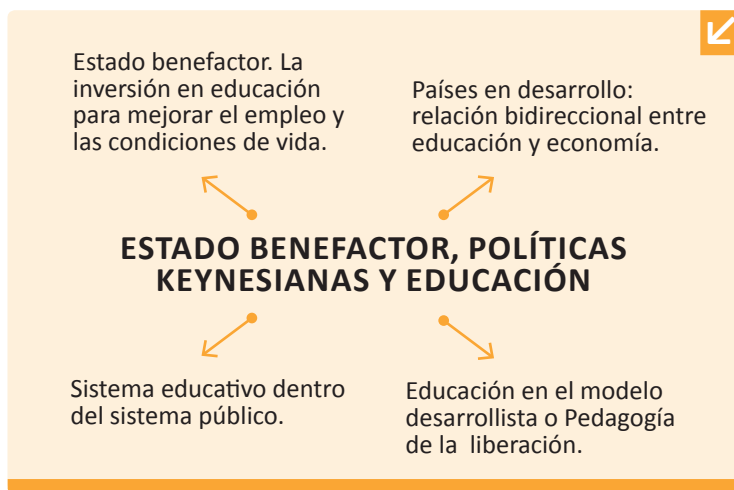 Estado benefactor. La
inversión en educación
para mejorar el empleo y
las condiciones de vida.
Países en desarrollo:
relación bidireccional entre
educación y economía.
ESTADO BENEFACTOR, POLÍTICAS
KEYNESIANAS Y EDUCACIÓN
Sistema educativo dentro
del sistema público.
Educación en el modelo
desarrollista o Pedagogía
de la liberación.